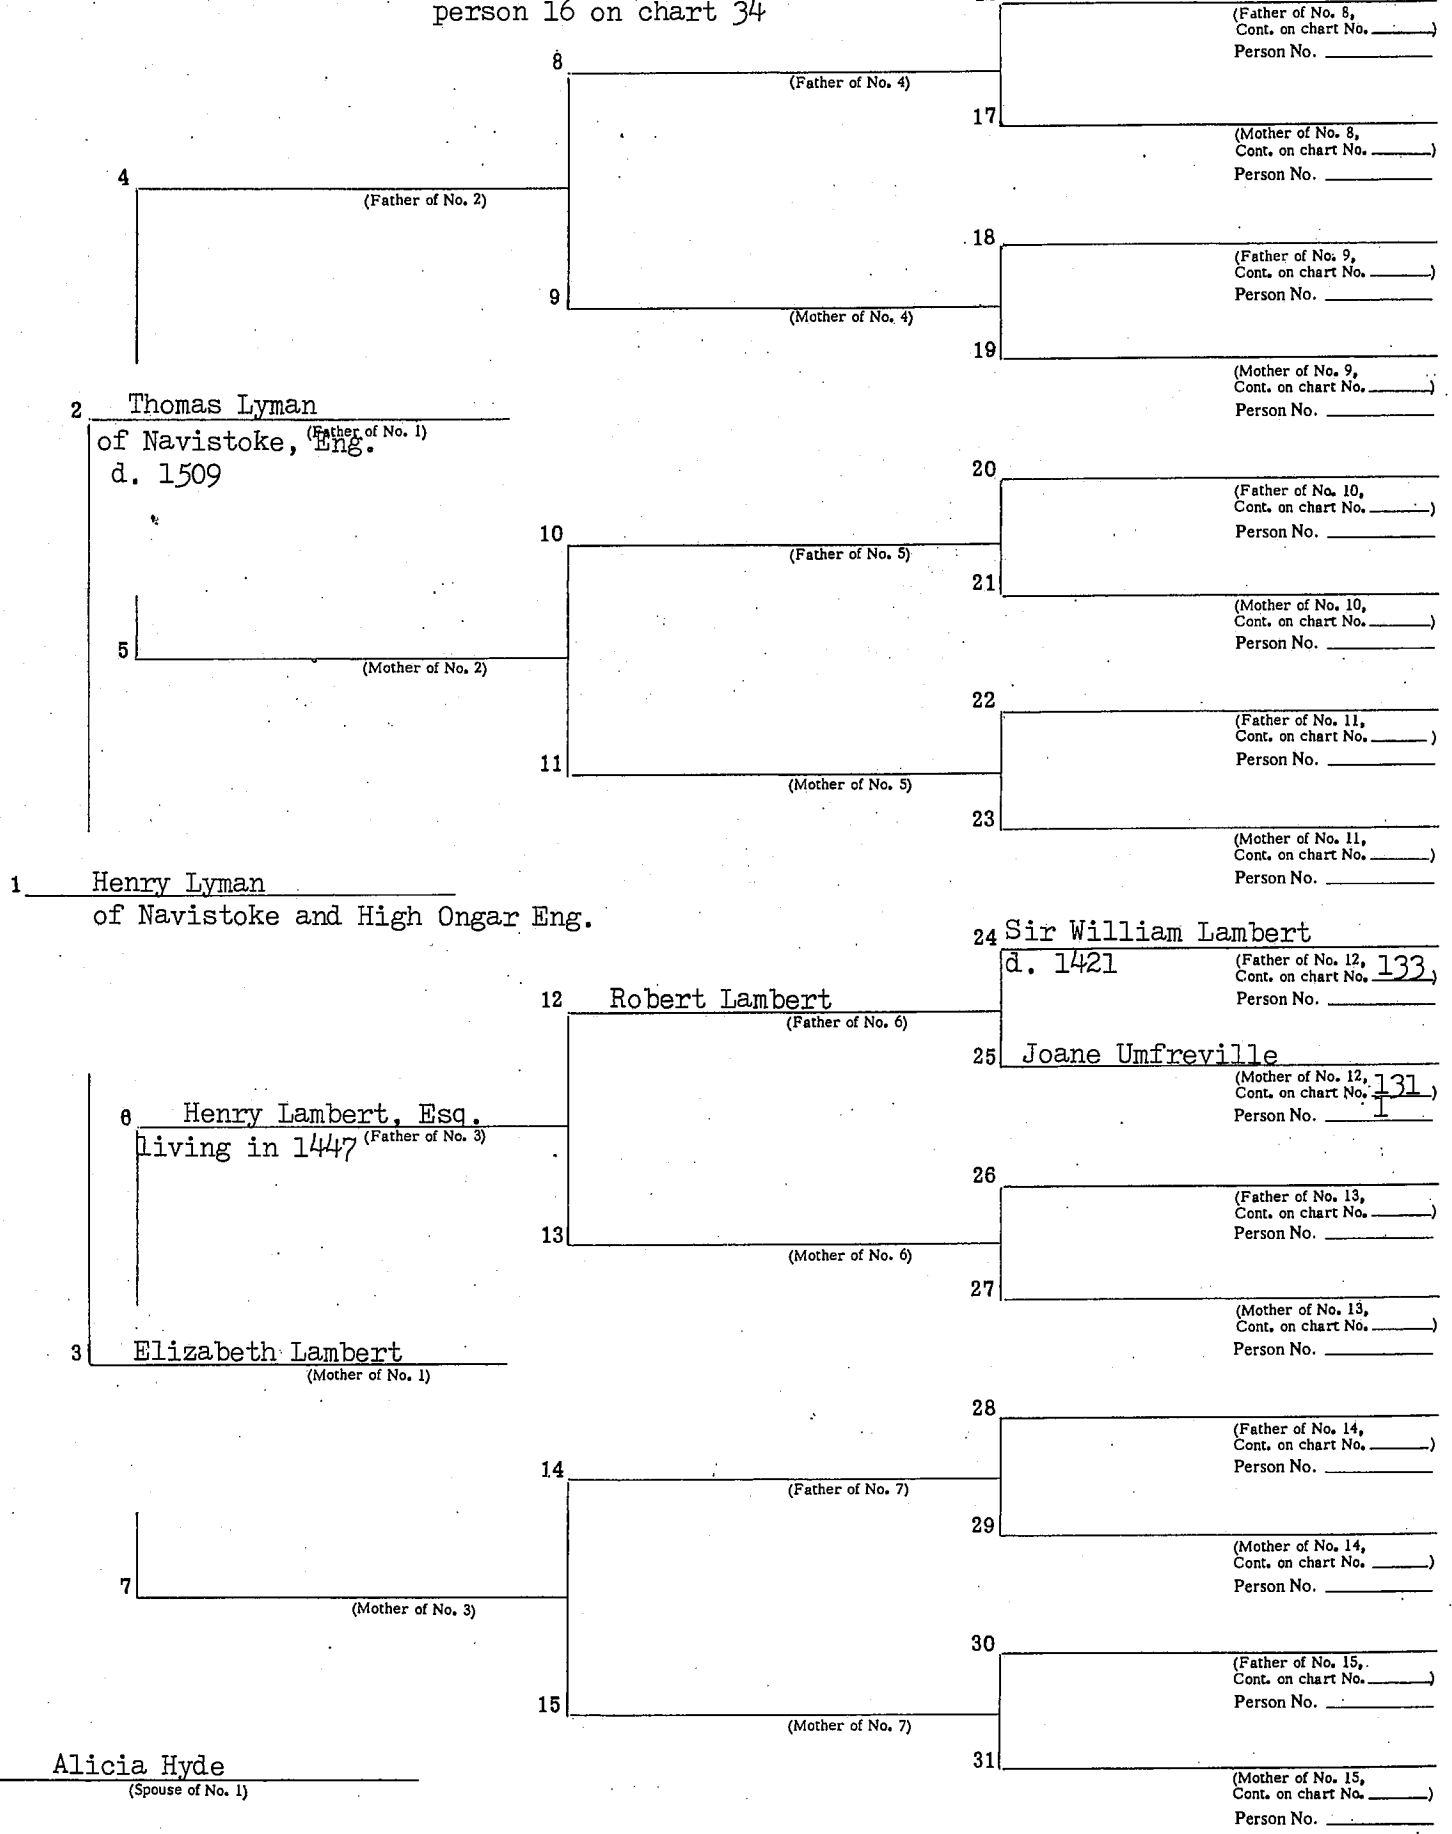 person 16 on chart 34
(Father of No. 8,
Cont. on chart No. )
Person No.
8
(Father of No. 4)
17
(Mother of No. 8,
Cont. on chart No. )
Person No.
4
(Father of No. 2)
18
(Father of No. 9,
Cont. on chart No. )
Person No.
9
(Mother of No. 4)
19
(Mother of No. 9,
Cont. on chart No. )
Person No.
2 Thomas Lyman
(Father of No. 1)
of Navistoke, Eng.
d. 1509
20
(Father of No. 10,
Cont. on chart No. )
Person No.
10
(Father of No. 5)
21
(Mother of No. 10,
Cont. on chart No. )
Person No.
5
(Mother of No. 2)
22
(Father of No. 11,
Cont. on chart No. )
Person No.
11
(Mother of No. 5)
23
(Mother of No. 11,
Cont. on chart No. )
Person No.
1 Henry Lyman
of Navistoke and High Ongar Eng.
24 Sir William Lambert
d. 1421
(Father of No. 12,
Cont. on chart No. 133)
Person No.
12 Robert Lambert
(Father of No. 6)
25 Joane Umfreville
(Mother of No. 12,
Cont. on chart No. 131)
Person No. I
6 Henry Lambert, Esq.
living in 1447 (Father of No. 3)
26
(Father of No. 13,
Cont. on chart No. )
Person No.
13
(Mother of No. 6)
27
(Mother of No. 13,
Cont. on chart No. )
Person No.
3 Elizabeth Lambert
(Mother of No. 1)
28
(Father of No. 14,
Cont. on chart No. )
Person No.
14
(Father of No. 7)
29
(Mother of No. 14,
Cont. on chart No. )
Person No.
7
(Mother of No. 3)
30
(Father of No. 15,
Cont. on chart No. )
Person No.
15
(Mother of No. 7)
31
(Mother of No. 15,
Cont. on chart No. )
Person No.
Alicia Hyde
(Spouse of No. 1)